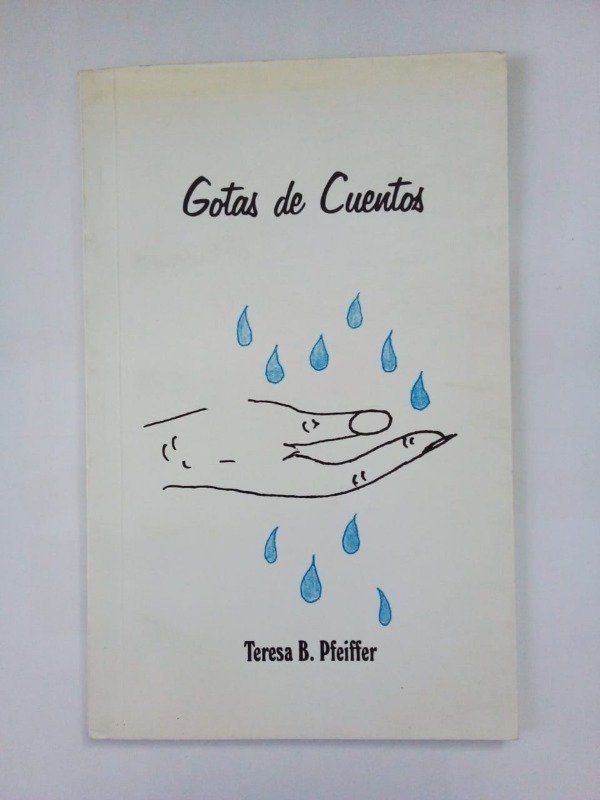 Gotas de Cuentos
Teresa B. Pfeiffer